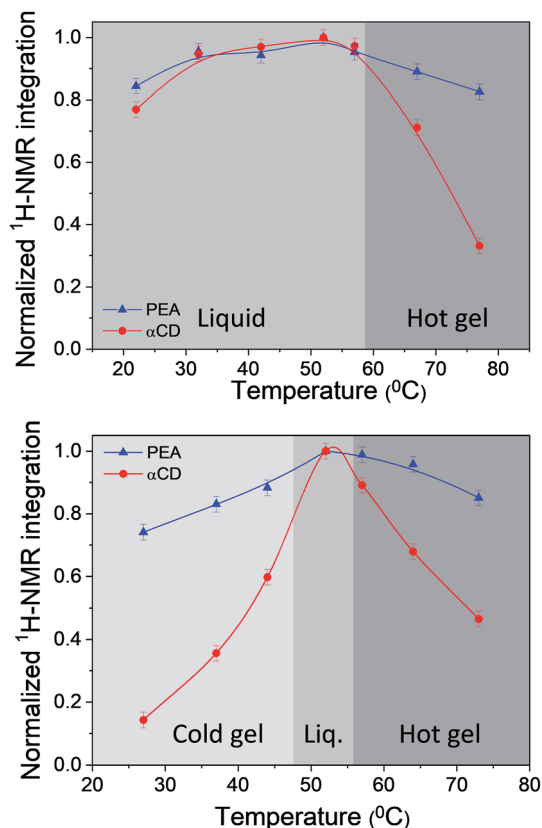 Normalized ¹H-NMR integration
1.0
0.8
0.6
0.4
0.2
0.0
PEA
αCD
Liquid
Hot gel
20 30 40 50 60 70 80
Temperature (⁰C)
Normalized ¹H-NMR integration
1.0
0.8
0.6
0.4
0.2
0.0
PEA
αCD
Cold gel
Liq.
Hot gel
20 30 40 50 60 70 80
Temperature (⁰C)